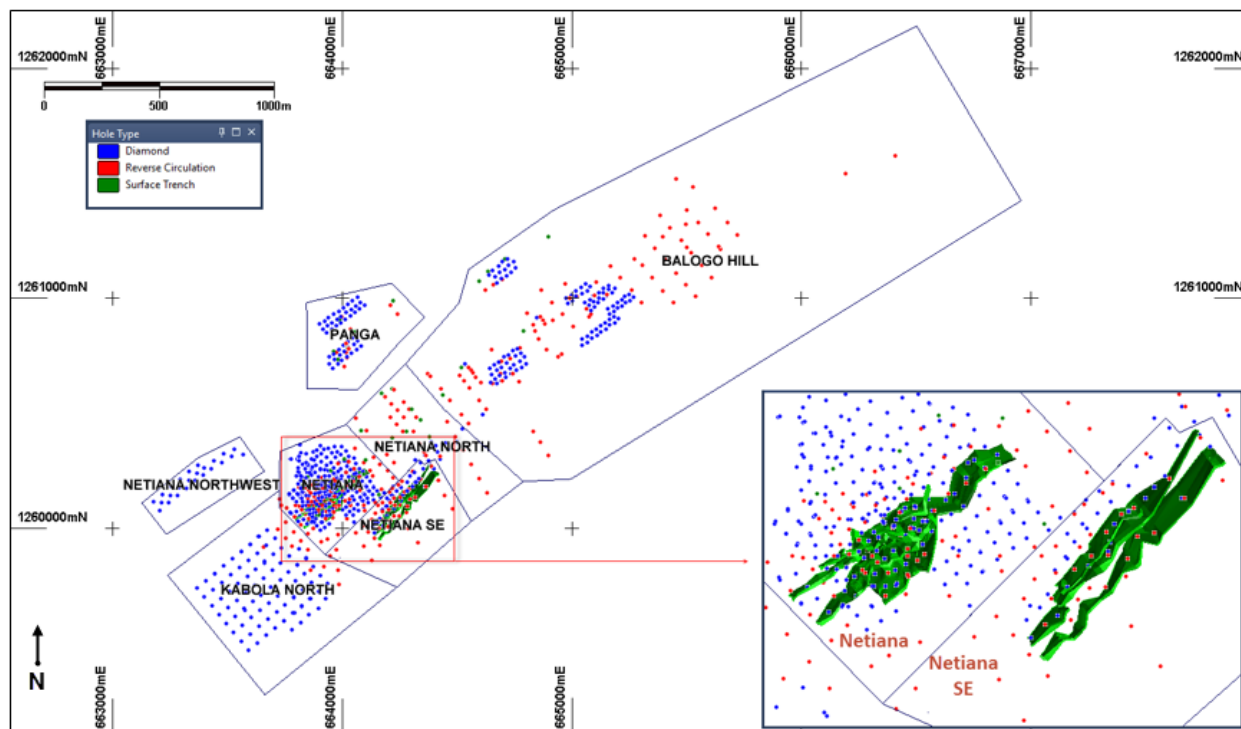 663000mE
664000mE
665000mE
666000mE
667000mE
1262000mN
1262000mN
0
500
1000m
Hole Type
Diamond
Reverse Circulation
Surface Trench
BALOGO HILL
1261000mN
1261000mN
PANGA
NETIANA NORTH
NETIANA NORTHWEST
NETIANA
NETIANA SE
1260000mN
KABOLA NORTH
Netiana
Netiana
SE
N
663000mE
664000mE
665000mE